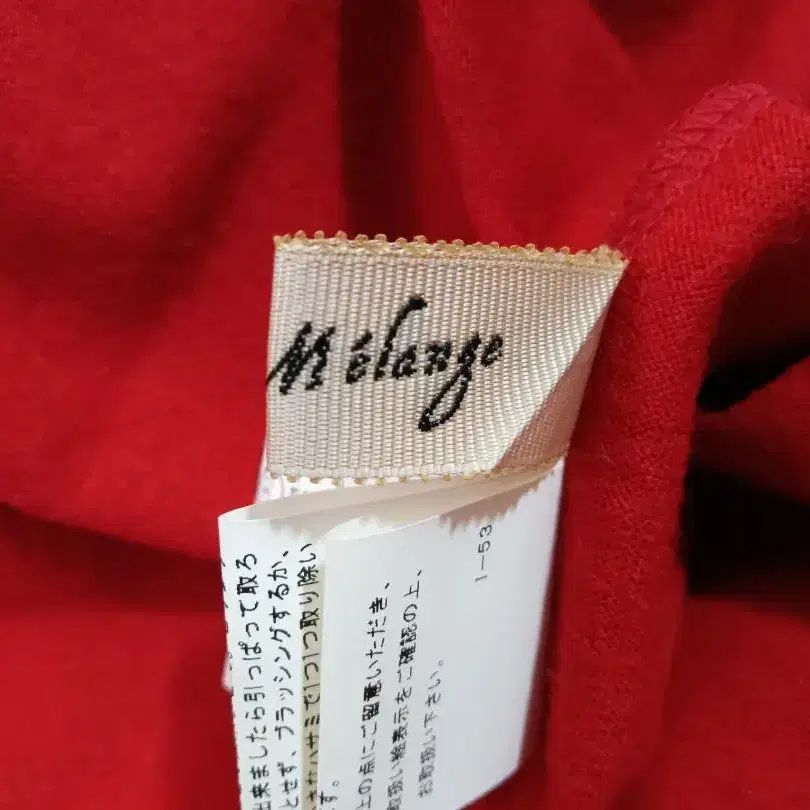 Mélange
出来ましたら引っぱって取ろ
とせず、ブラッシングするか、
ハサミで1つ1つ取り除い
す。
上の点にご留意いただき、
取扱い絵表示をご確認の上、
お取扱い下さい。
I-53